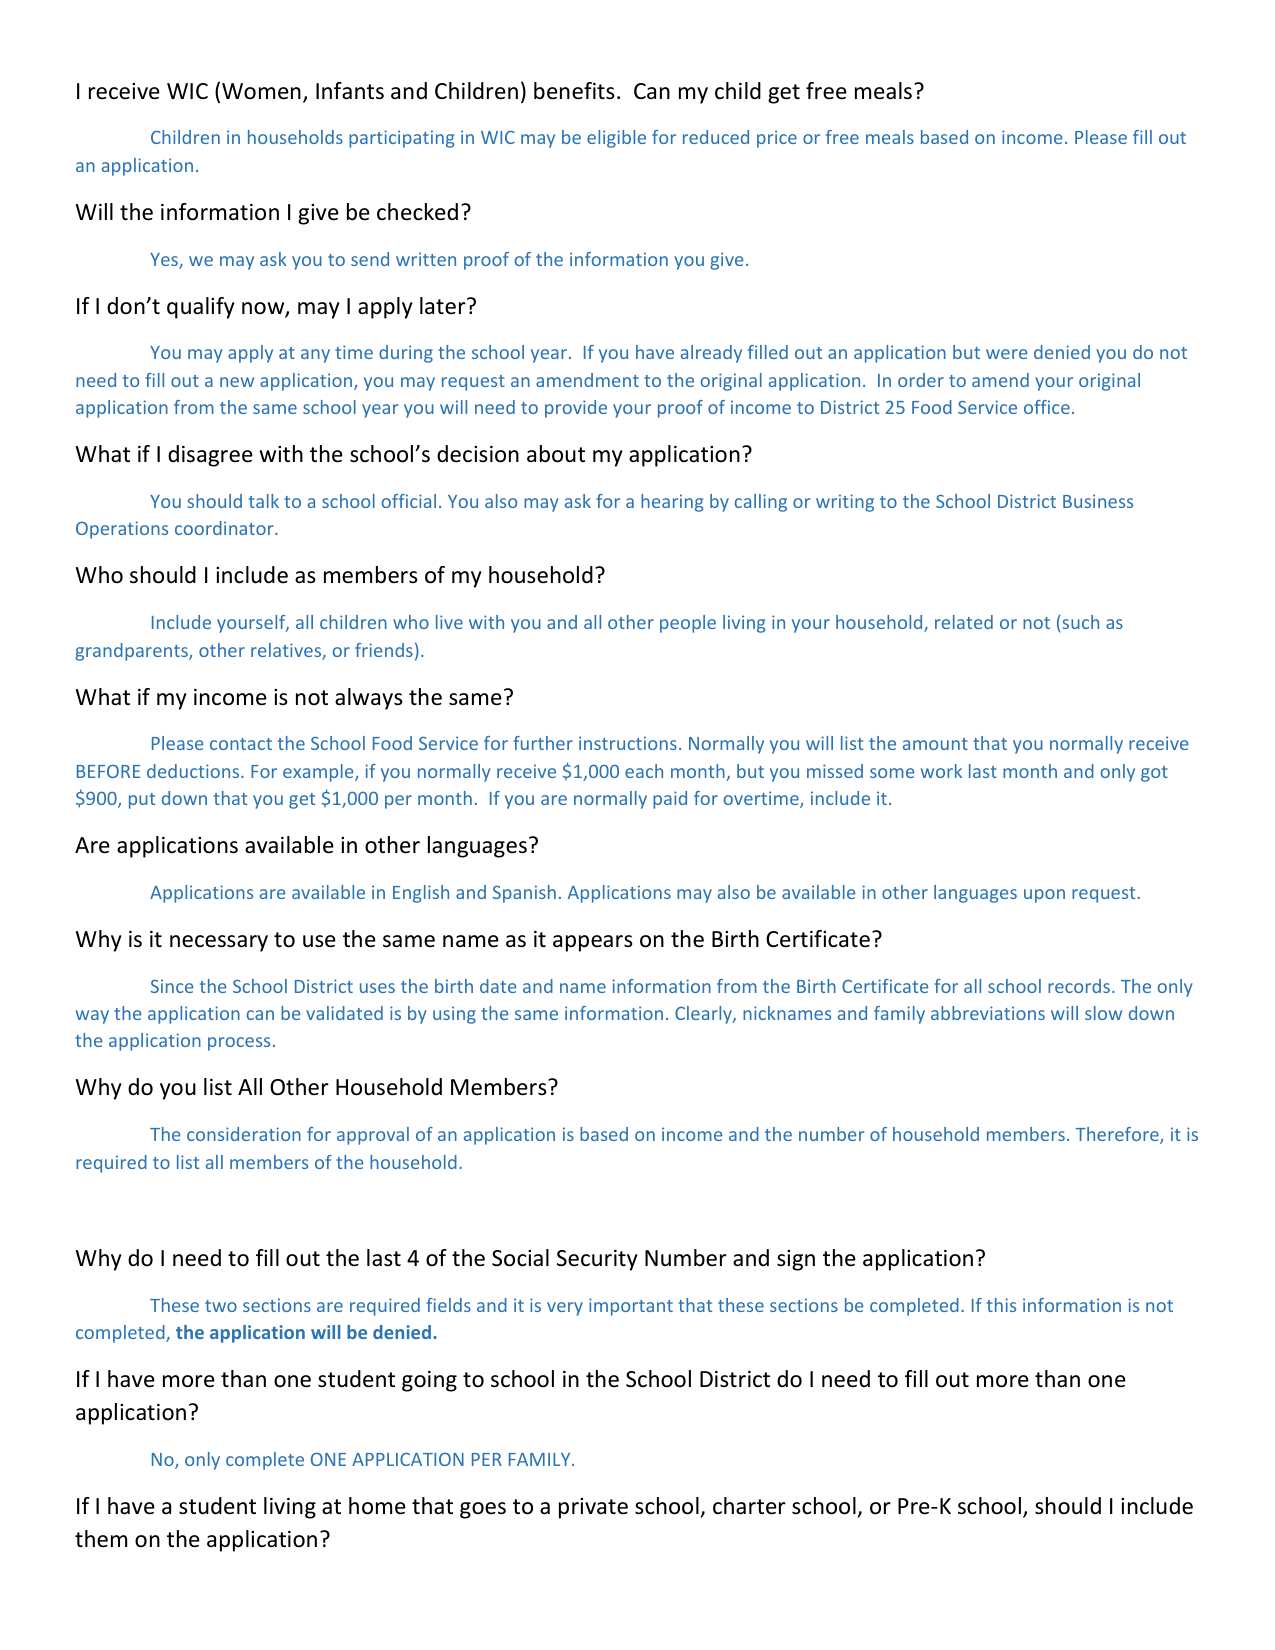 I receive WIC (Women, Infants and Children) benefits.  Can my child get free meals?
Children in households participating in WIC may be eligible for reduced price or free meals based on income. Please fill out
an application.
Will the information I give be checked?
Yes, we may ask you to send written proof of the information you give.
If I don’t qualify now, may I apply later?
You may apply at any time during the school year.  If you have already filled out an application but were denied you do not
need to fill out a new application, you may request an amendment to the original application.  In order to amend your original
application from the same school year you will need to provide your proof of income to District 25 Food Service office.
What if I disagree with the school’s decision about my application?
You should talk to a school official. You also may ask for a hearing by calling or writing to the School District Business
Operations coordinator.
Who should I include as members of my household?
Include yourself, all children who live with you and all other people living in your household, related or not (such as
grandparents, other relatives, or friends).
What if my income is not always the same?
Please contact the School Food Service for further instructions. Normally you will list the amount that you normally receive
BEFORE deductions. For example, if you normally receive $1,000 each month, but you missed some work last month and only got
$900, put down that you get $1,000 per month.  If you are normally paid for overtime, include it.
Are applications available in other languages?
Applications are available in English and Spanish. Applications may also be available in other languages upon request.
Why is it necessary to use the same name as it appears on the Birth Certificate?
Since the School District uses the birth date and name information from the Birth Certificate for all school records. The only
way the application can be validated is by using the same information. Clearly, nicknames and family abbreviations will slow down
the application process.
Why do you list All Other Household Members?
The consideration for approval of an application is based on income and the number of household members. Therefore, it is
required to list all members of the household.
Why do I need to fill out the last 4 of the Social Security Number and sign the application?
These two sections are required fields and it is very important that these sections be completed. If this information is not
completed, the application will be denied.
If I have more than one student going to school in the School District do I need to fill out more than one
application?
No, only complete ONE APPLICATION PER FAMILY.
If I have a student living at home that goes to a private school, charter school, or Pre-K school, should I include
them on the application?